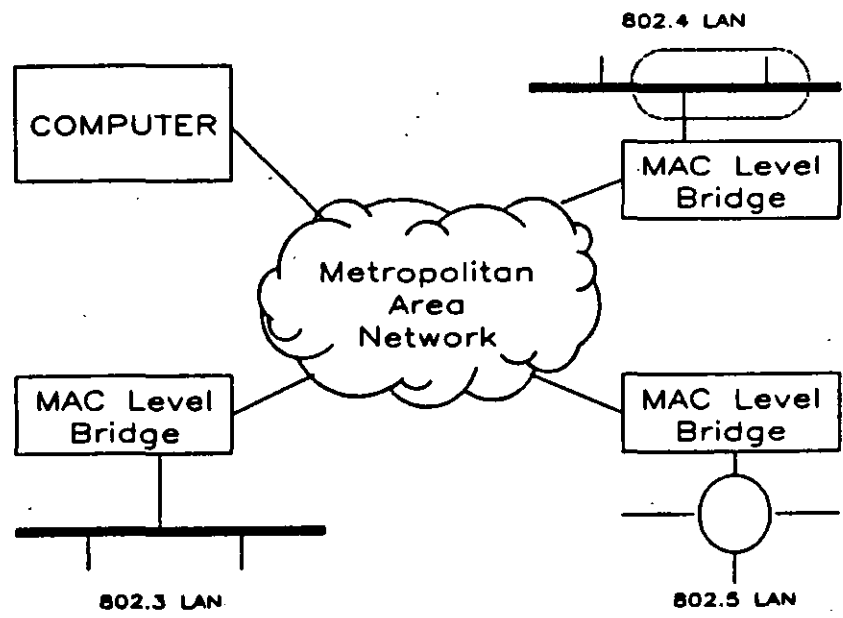 802.4 LAN
COMPUTER
MAC Level
Bridge
Metropolitan
Area
Network
MAC Level
Bridge
802.3 LAN
MAC Level
Bridge
802.5 LAN